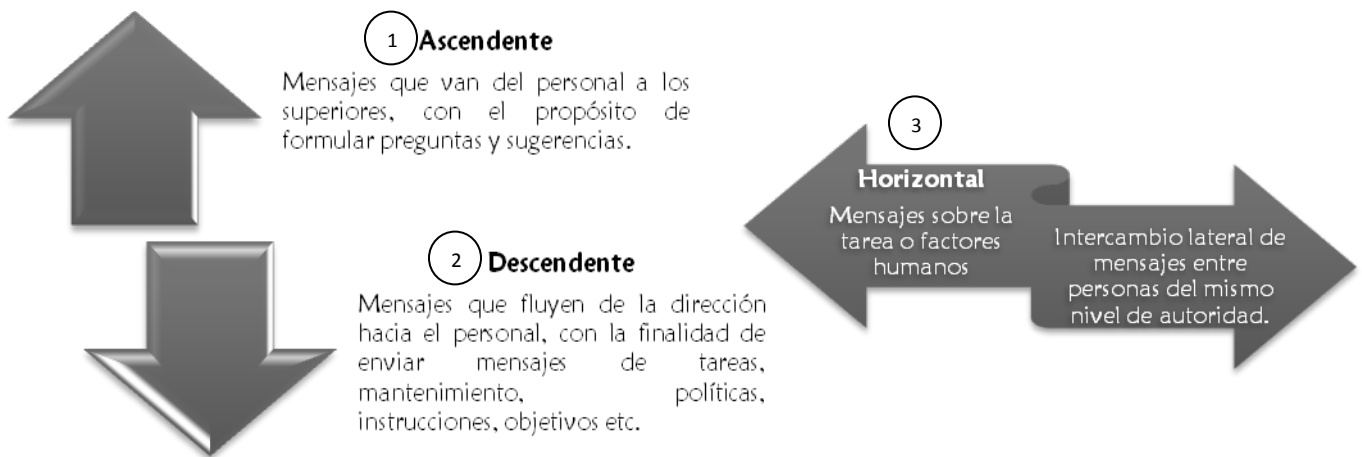 1 Ascendente
Mensajes que van del personal a los
superiores, con el propósito de
formular preguntas y sugerencias.
2 Descendente
Mensajes que fluyen de la dirección
hacia el personal, con la finalidad de
enviar mensajes de tareas,
mantenimiento, políticas,
instrucciones, objetivos etc.
3
Horizontal
Mensajes sobre la
tarea o factores
humanos
Intercambio lateral de
mensajes entre
personas del mismo
nivel de autoridad.